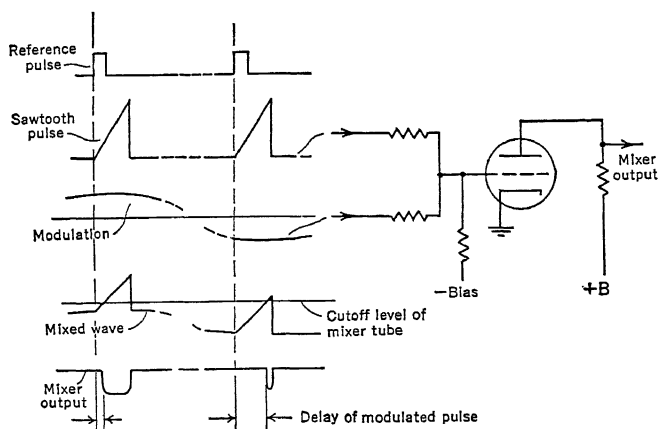 Reference
pulse
Sawtooth
pulse
Modulation
Mixed wave
Mixer
output
Mixer
output
−Bias
+B
Cutoff level of
mixer tube
Delay of modulated pulse